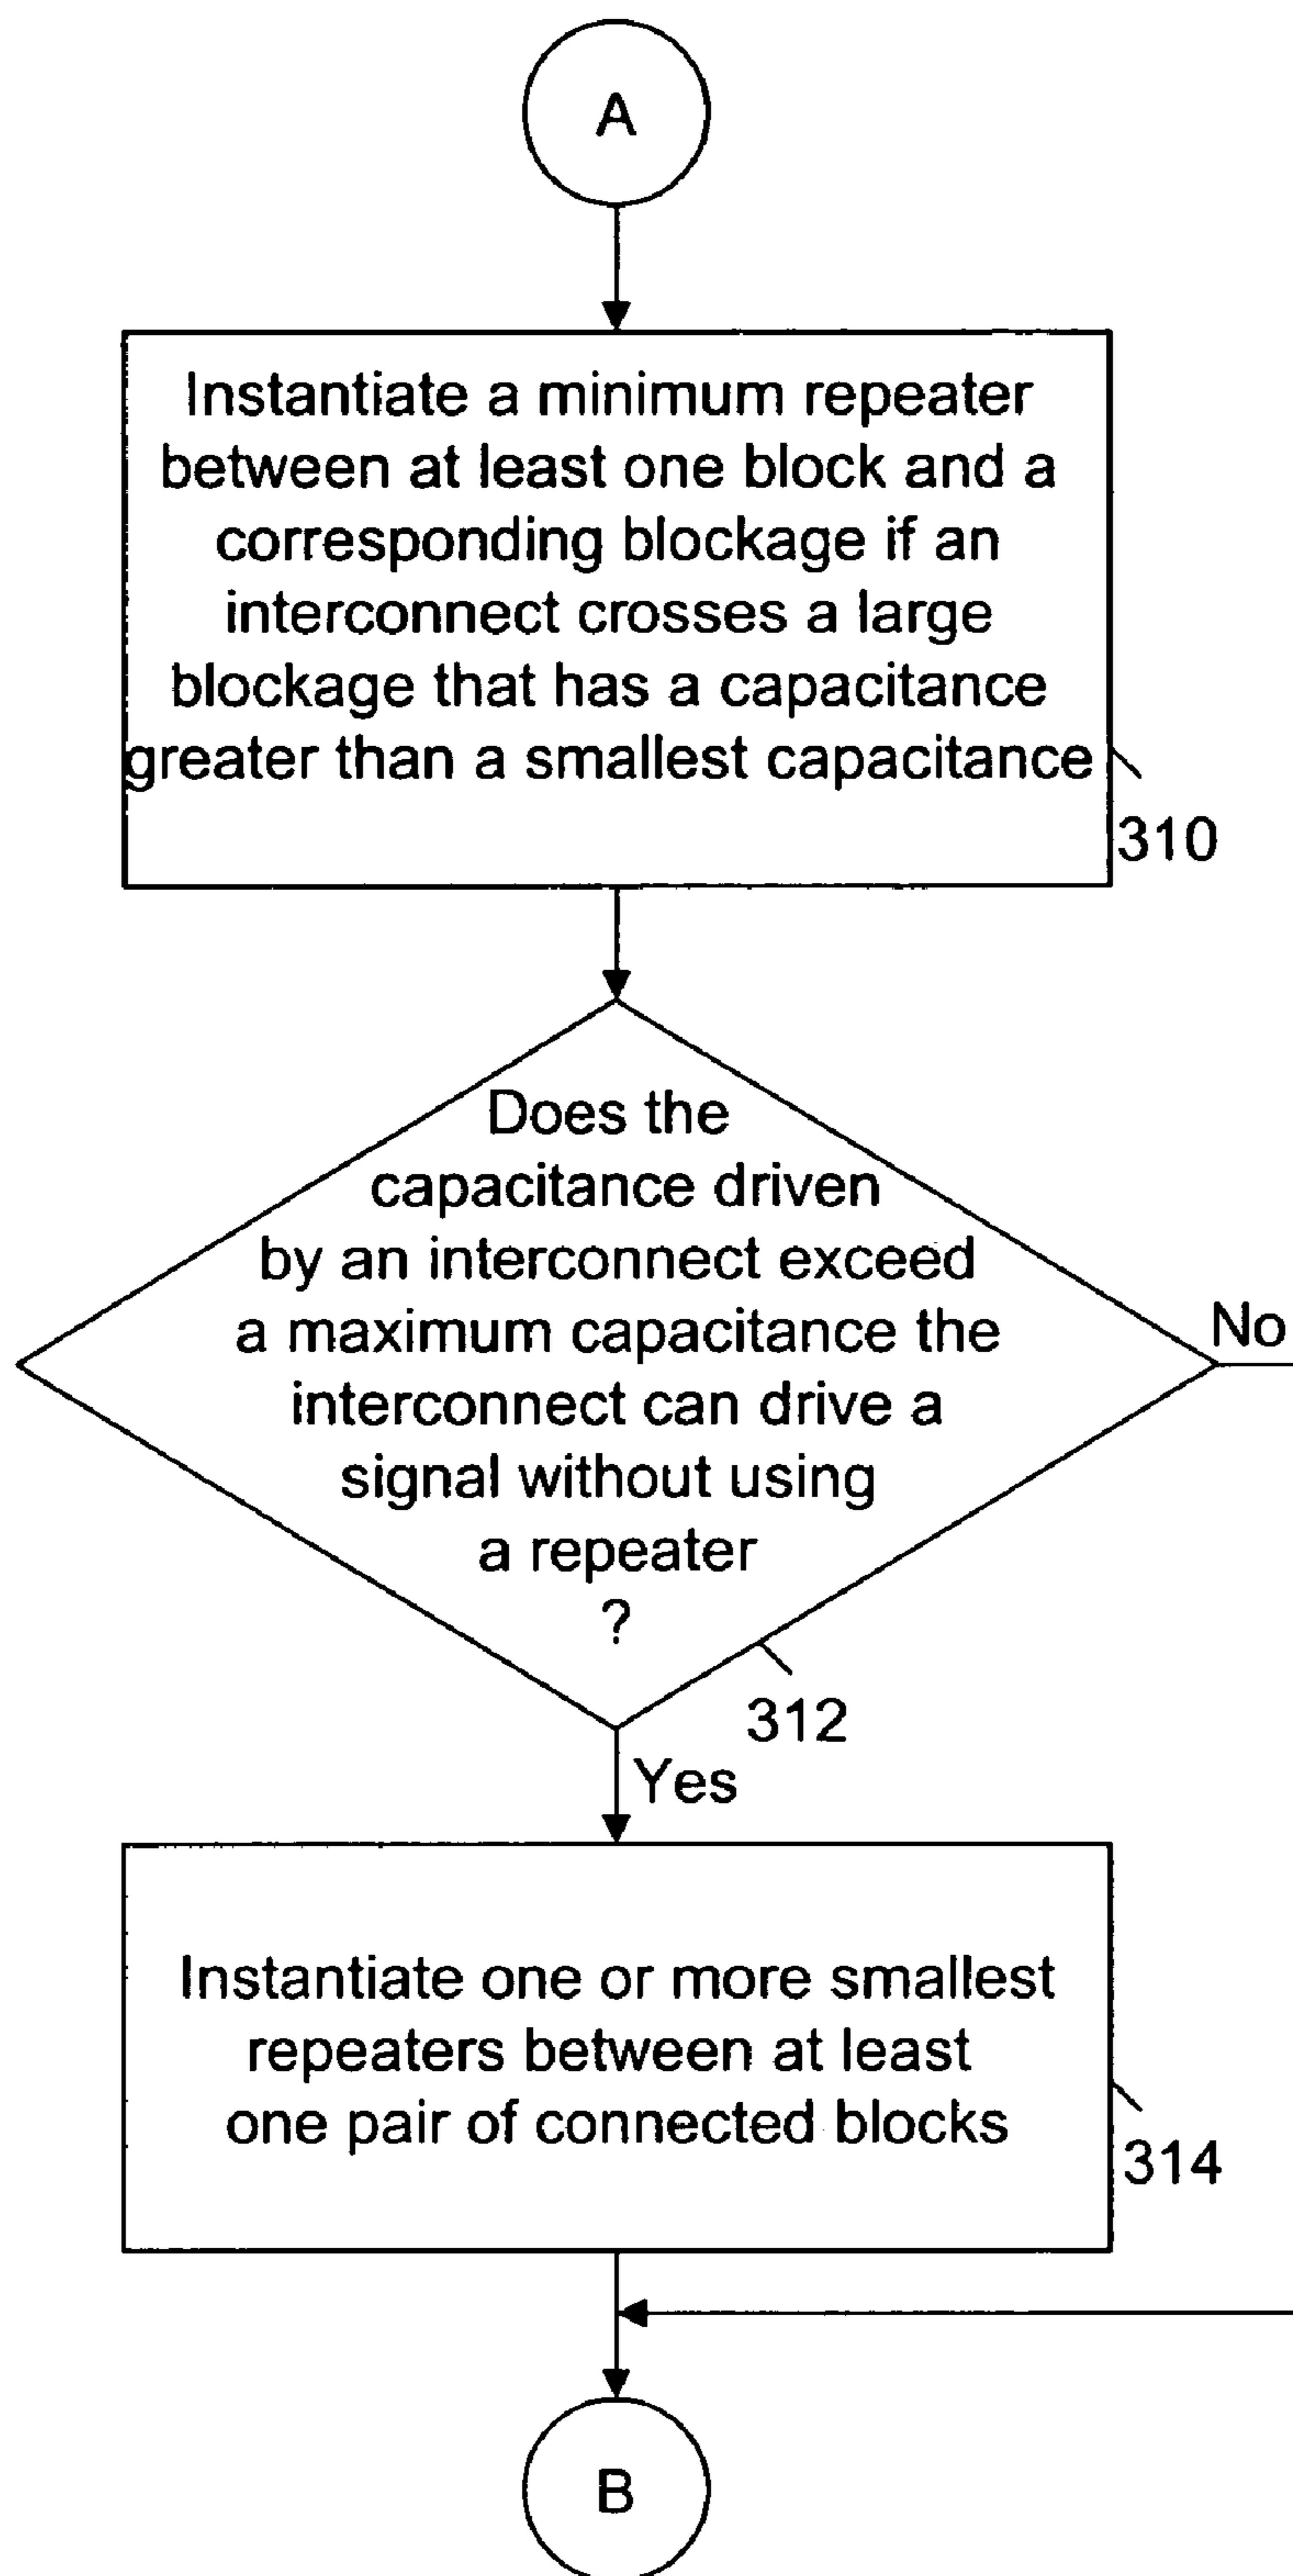 A
Instantiate a minimum repeater
between at least one block and a
corresponding blockage if an
interconnect crosses a large
blockage that has a capacitance
greater than a smallest capacitance
310
Does the
capacitance driven
by an interconnect exceed
a maximum capacitance the
interconnect can drive a
signal without using
a repeater
?
No
312
Yes
Instantiate one or more smallest
repeaters between at least
one pair of connected blocks
314
B